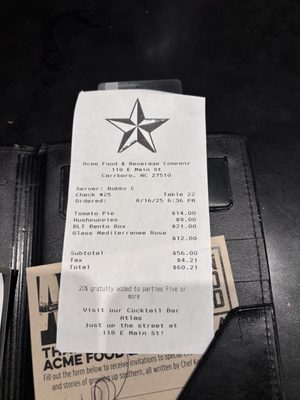 Acme Food & Beverage Company
110 E Main St
Carrboro, NC 27510
Server: Bobby C
Check #25 Table 22
Ordered: 8/16/25 6:36 PM
Tomato Pie $14.00
Hushpuppies $9.00
BLT Bento Box $21.00
Glass Mediterranee Rose
$12.00
Subtotal $56.00
Tax $4.21
Total $60.21
20% gratuity added to parties Five or
more
Visit our Cocktail Bar
Atlas
Just up the street at
118 E Main St!
ACME FOOD
Fill out the form below to receive invitations to special
and stories of growing up southern, all written by Chef